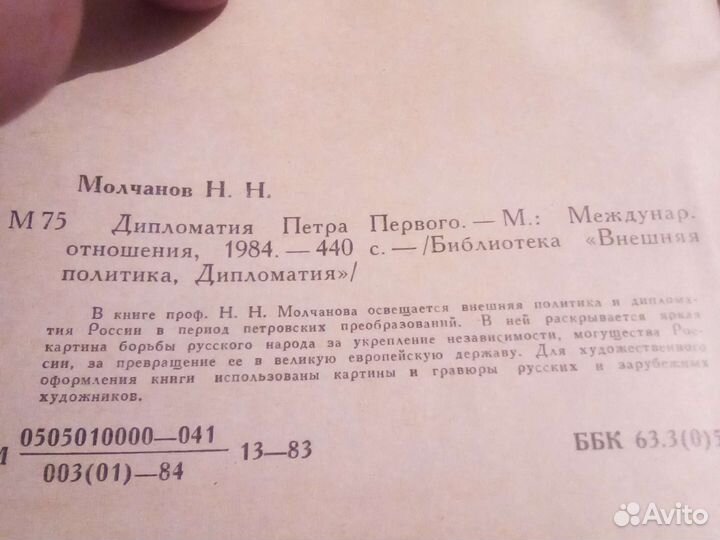 Молчанов Н. Н.
М 75 Дипломатия Петра Первого. — М.: Междунар.
отношения, 1984. — 440 с. — /Библиотека «Внешняя
политика, Дипломатия»/
В книге проф. Н. Н. Молчанова освещается внешняя политика и диплома-
тия России в период петровских преобразований. В ней раскрывается яркая
картина борьбы русского народа за укрепление независимости, могущества Рос-
сии, за превращение ее в великую европейскую державу. Для художественного
оформления книги использованы картины и гравюры русских и зарубежных
художников.
0505010000—041
М 13—83
003(01)—84
ББК 63.3(0)5
Avito